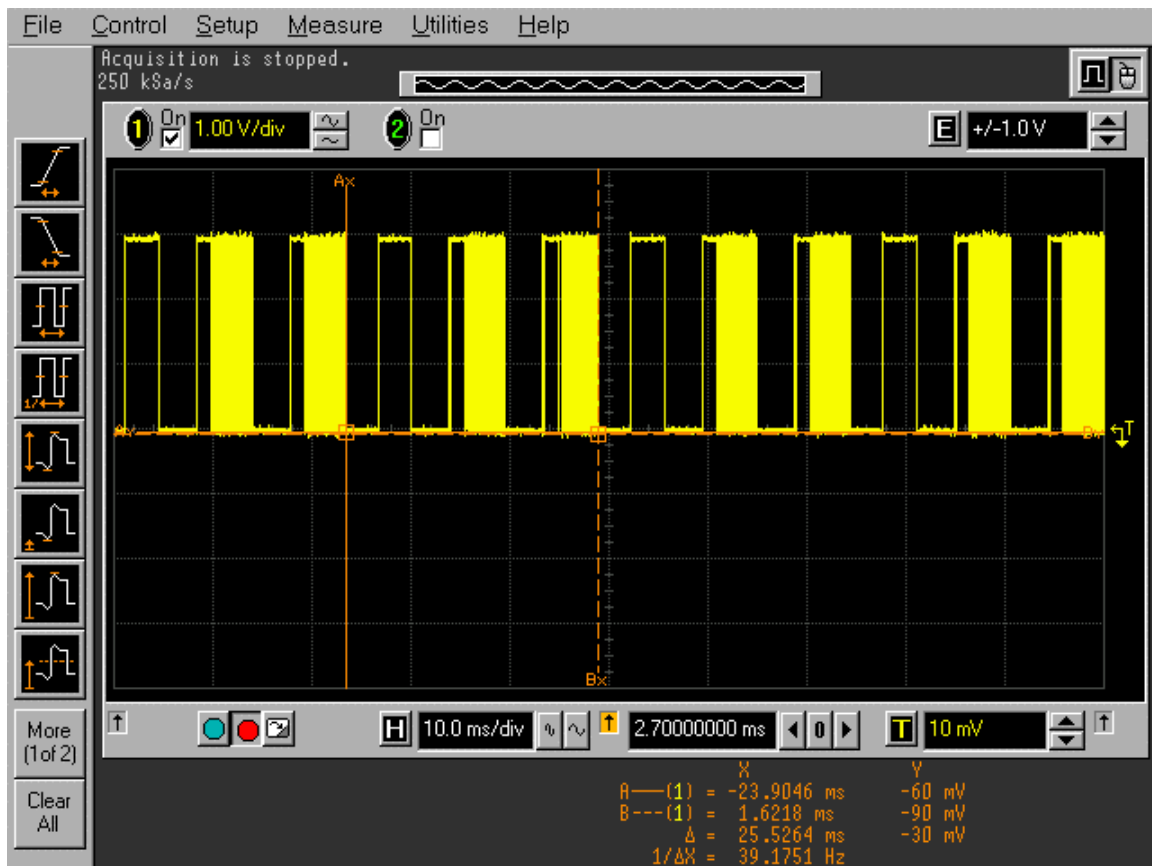 File Control Setup Measure Utilities Help
Acquisition is stopped.
250 kSa/s
1 On 1.00 V/div 2 On E +/-1.0 V
Ax
Ay By T
Bx
1/
More
(1of 2)
Clear
All
H 10.0 ms/div 2.70000000 ms 0 T 10 mV
X Y
A——(1) = -23.9046 ms -60 mV
B---(1) = 1.6218 ms -90 mV
Δ = 25.5264 ms -30 mV
1/ΔX = 39.1751 Hz